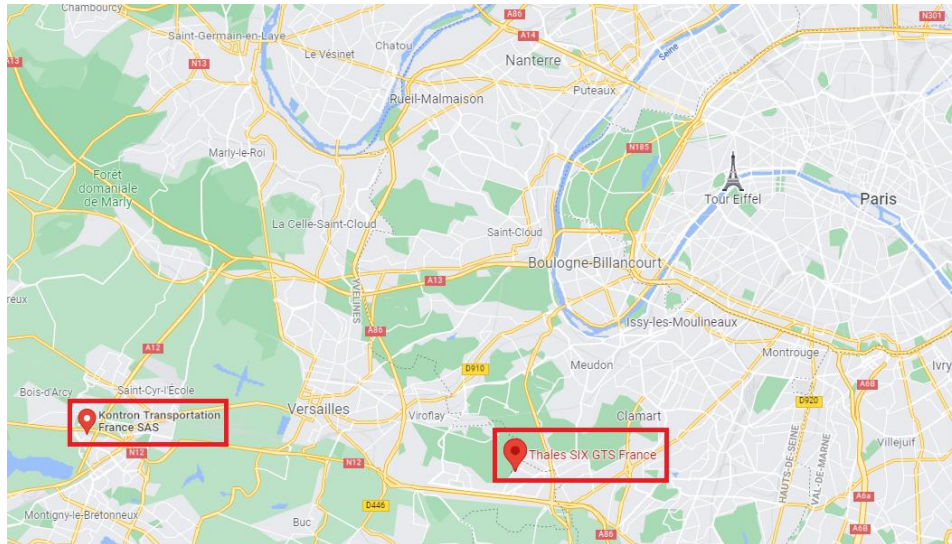 Chambourcy
A86
N301
Saint-Germain-en-Laye
Chatou
A14
Seine
Le Vésinet
Nanterre
A13
N13
Puteaux
Rueil-Malmaison
Marly-le-Roi
N185
Forêt
domaniale
de Marly
Tour Eiffel
Paris
La Celle-Saint-Cloud
Saint-Cloud
Boulogne-Billancourt
A13
YVELINES
reux
Issy-les-Moulineaux
A86
A12
Montrouge
D910
Meudon
Ivry
Bois-d'Arcy
Saint-Cyr-l'École
A6B
D920
Kontron Transportation
France SAS
Versailles
Viroflay
Clamart
Villejuif
N12
Thales SIX GTS France
N12
HAUTS-DE-SEINE
VAL-DE-MARNE
D446
A6a
Montigny-le-Bretonneux
Buc
A86
A6B